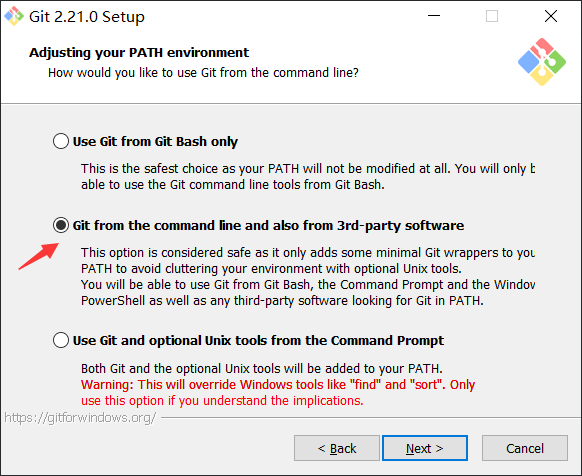 Git 2.21.0 Setup
Adjusting your PATH environment
How would you like to use Git from the command line?
Use Git from Git Bash only
This is the safest choice as your PATH will not be modified at all. You will only b
able to use the Git command line tools from Git Bash.
Git from the command line and also from 3rd-party software
This option is considered safe as it only adds some minimal Git wrappers to you
PATH to avoid cluttering your environment with optional Unix tools.
You will be able to use Git from Git Bash, the Command Prompt and the Window
PowerShell as well as any third-party software looking for Git in PATH.
Use Git and optional Unix tools from the Command Prompt
Both Git and the optional Unix tools will be added to your PATH.
Warning: This will override Windows tools like "find" and "sort". Only
use this option if you understand the implications.
https://gitforwindows.org/
< Back Next > Cancel